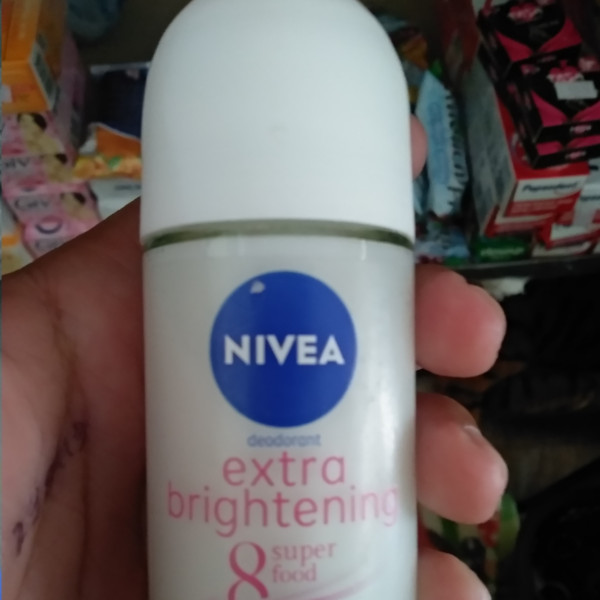 NIVEA
deodorant
extra
brightening
8 super
food